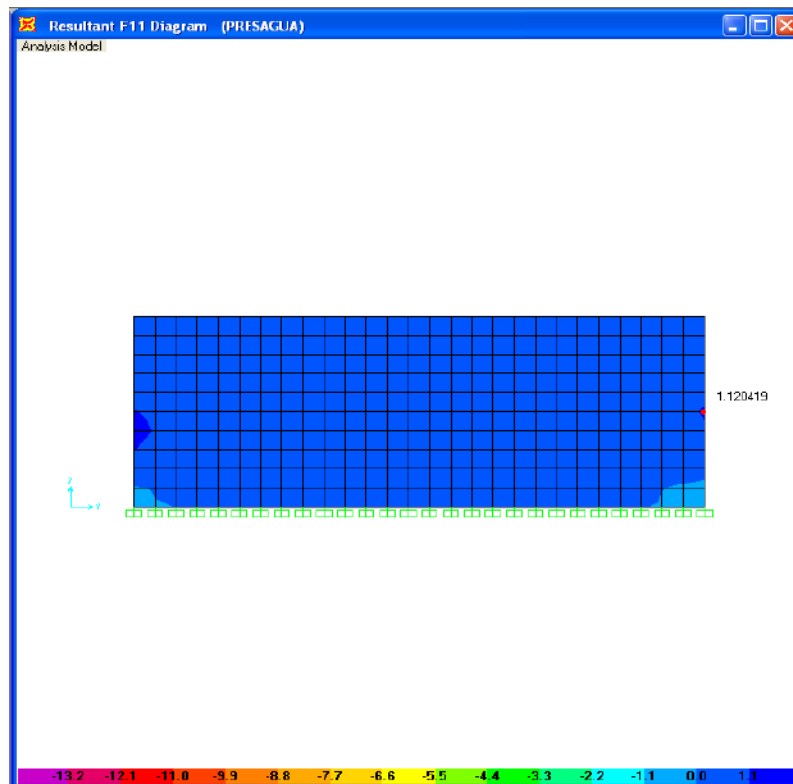 Resultant F11 Diagram (PRESAGUA)
Analysis Model
1.120419
Z
Y
-13.2 -12.1 -11.0 -9.9 -8.8 -7.7 -6.6 -5.5 -4.4 -3.3 -2.2 -1.1 0.0 1.1